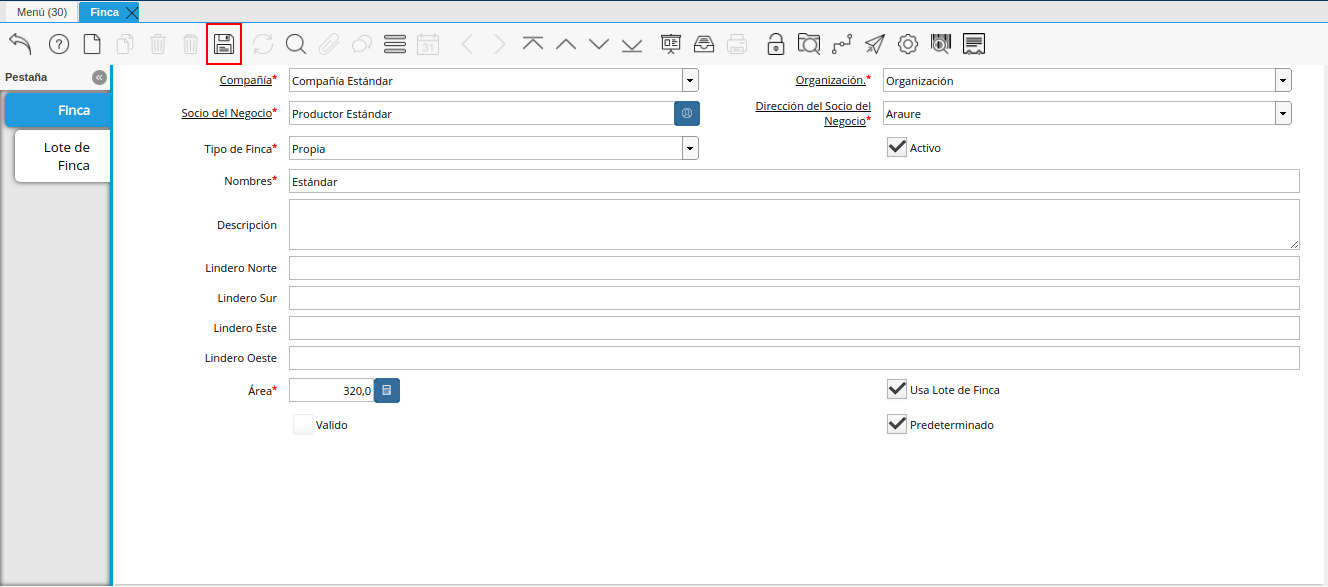 Menú (30)
Finca
31
Pestaña
Finca
Lote de
Finca
Compañía*
Compañía Estándar
Organización.*
Organización
Socio del Negocio*
Productor Estándar
Dirección del Socio del
Negocio*
Araure
Tipo de Finca*
Propia
Activo
Nombres*
Estándar
Descripción
Lindero Norte
Lindero Sur
Lindero Este
Lindero Oeste
Área*
320,0
Usa Lote de Finca
Valido
Predeterminado